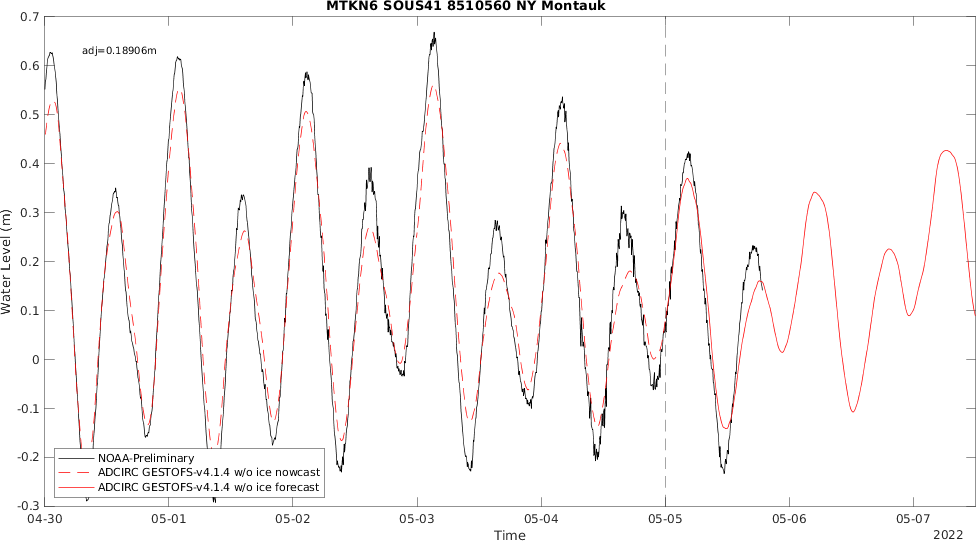 MTKN6 SOUS41 8510560 NY Montauk
adj=0.18906m
Water Level (m)
0.7
0.6
0.5
0.4
0.3
0.2
0.1
0
-0.1
-0.2
-0.3
NOAA-Preliminary
ADCIRC GESTOFS-v4.1.4 w/o ice nowcast
ADCIRC GESTOFS-v4.1.4 w/o ice forecast
04-30 05-01 05-02 05-03 05-04 05-05 05-06 05-07
Time
2022